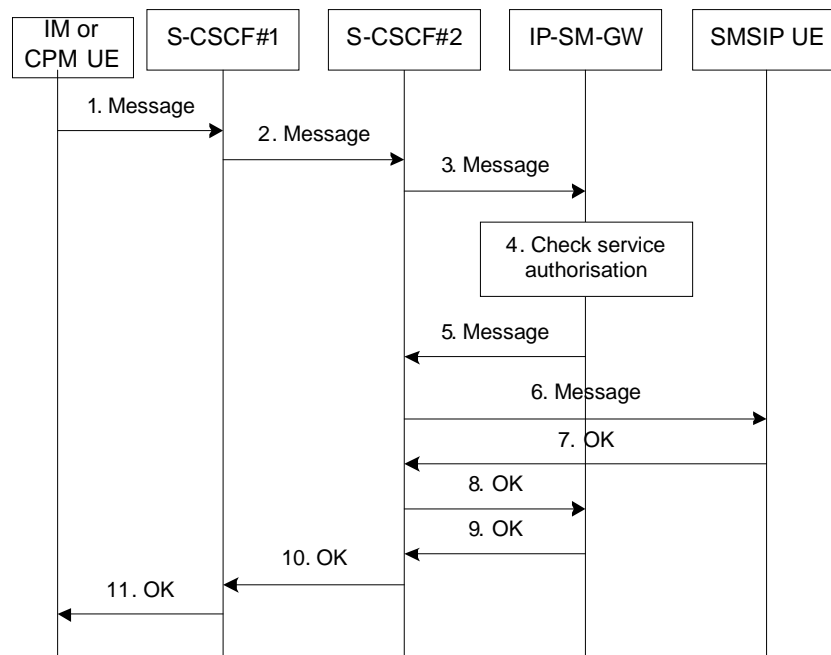 IM or
CPM UE
S-CSCF#1
S-CSCF#2
IP-SM-GW
SMSIP UE
1. Message
2. Message
3. Message
4. Check service
authorisation
5. Message
6. Message
7. OK
8. OK
9. OK
10. OK
11. OK